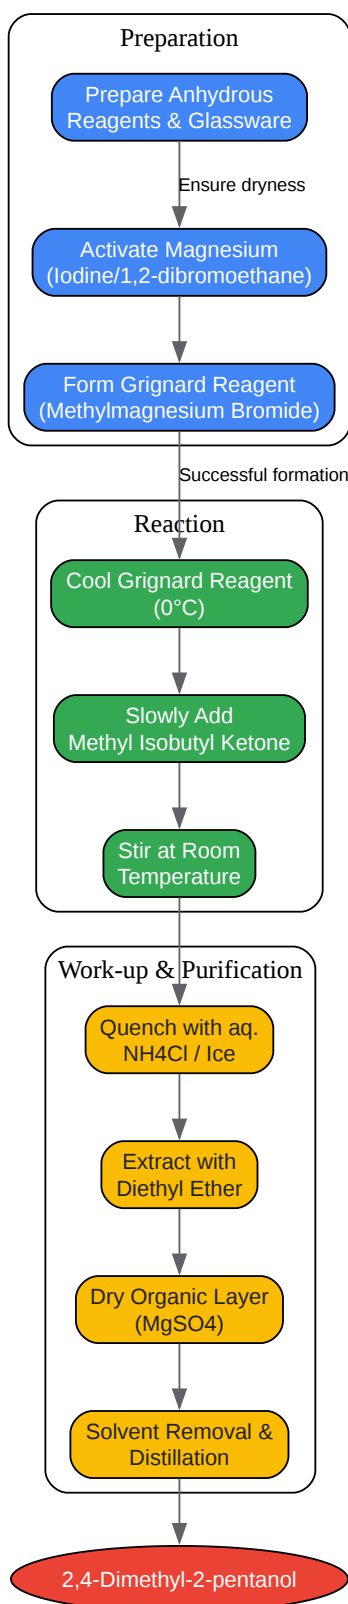 Preparation
Prepare Anhydrous
Reagents & Glassware
Ensure dryness
Activate Magnesium
(Iodine/1,2-dibromoethane)
Form Grignard Reagent
(Methylmagnesium Bromide)
Successful formation
Reaction
Cool Grignard Reagent
(0°C)
Slowly Add
Methyl Isobutyl Ketone
Stir at Room
Temperature
Work-up & Purification
Quench with aq.
NH4Cl / Ice
Extract with
Diethyl Ether
Dry Organic Layer
(MgSO4)
Solvent Removal &
Distillation
2,4-Dimethyl-2-pentanol